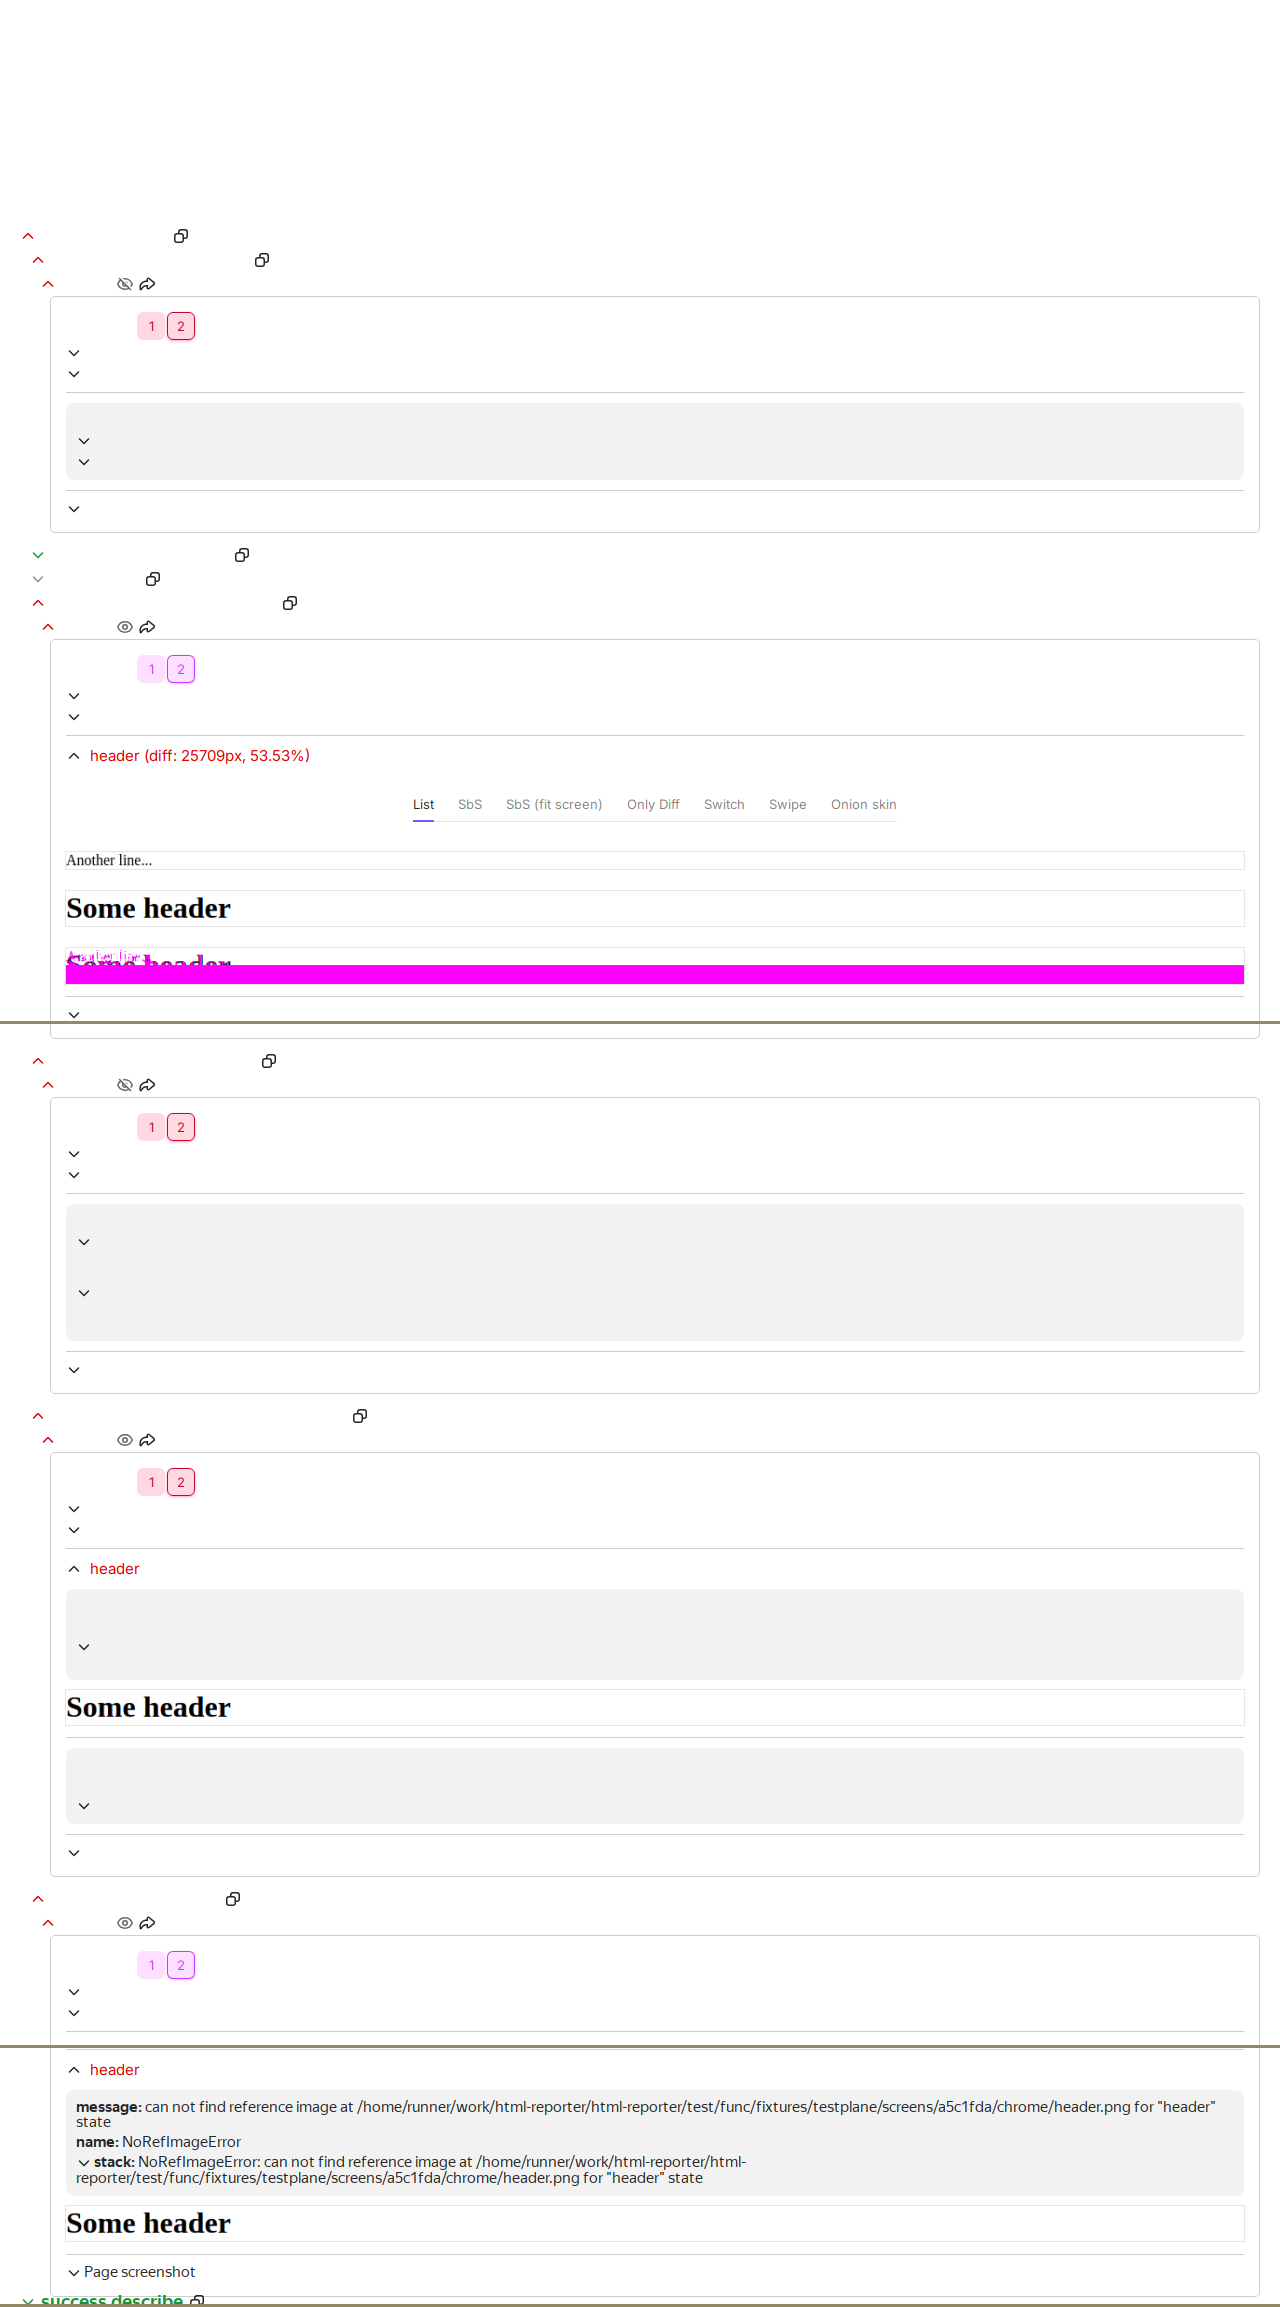 1 2
1 2
header (diff: 25709px, 53.53%)
List SbS SbS (fit screen) Only Diff Switch Swipe Onion skin
Another line...
Some header
Another line
Some header
1 2
1 2
header
Some header
1 2
header
message: can not find reference image at /home/runner/work/html-reporter/html-reporter/test/func/fixtures/testplane/screens/a5c1fda/chrome/header.png for "header"
state
name: NoRefImageError
stack: NoRefImageError: can not find reference image at /home/runner/work/html-reporter/html-
reporter/test/func/fixtures/testplane/screens/a5c1fda/chrome/header.png for "header" state
Some header
Page screenshot
success describe